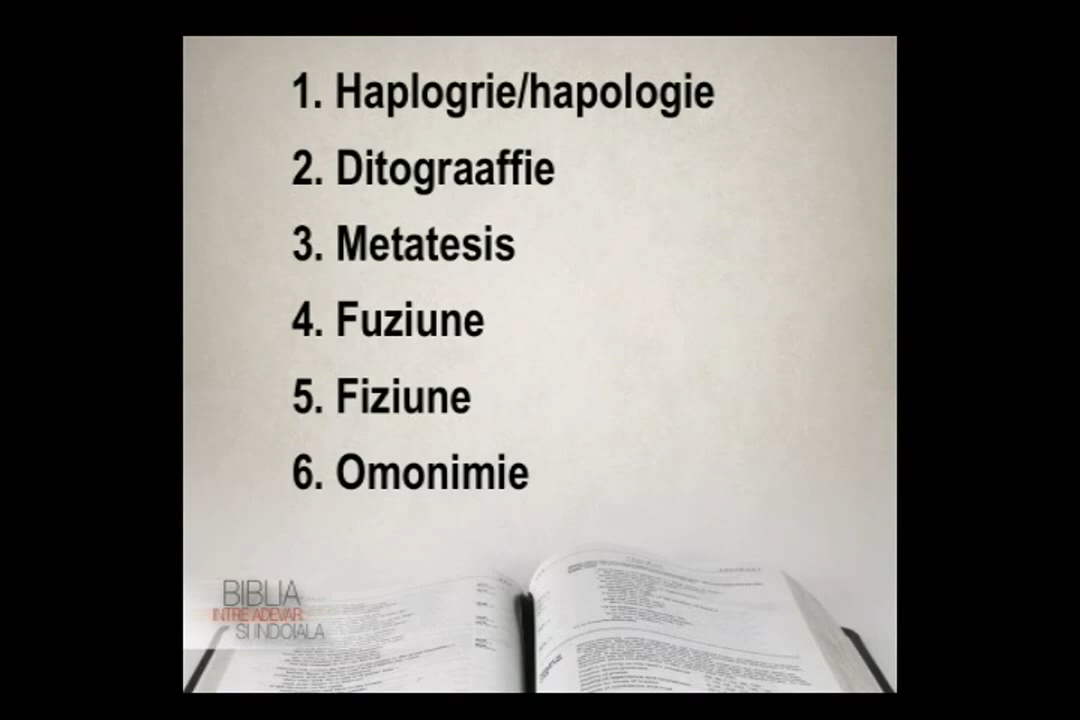 1. Haplogrie/hapologie
2. Ditograaffie
3. Metatesis
4. Fuziune
5. Fiziune
6. Omonimie
BIBLIA
INTRE ADEVAR
SI INDOIALA